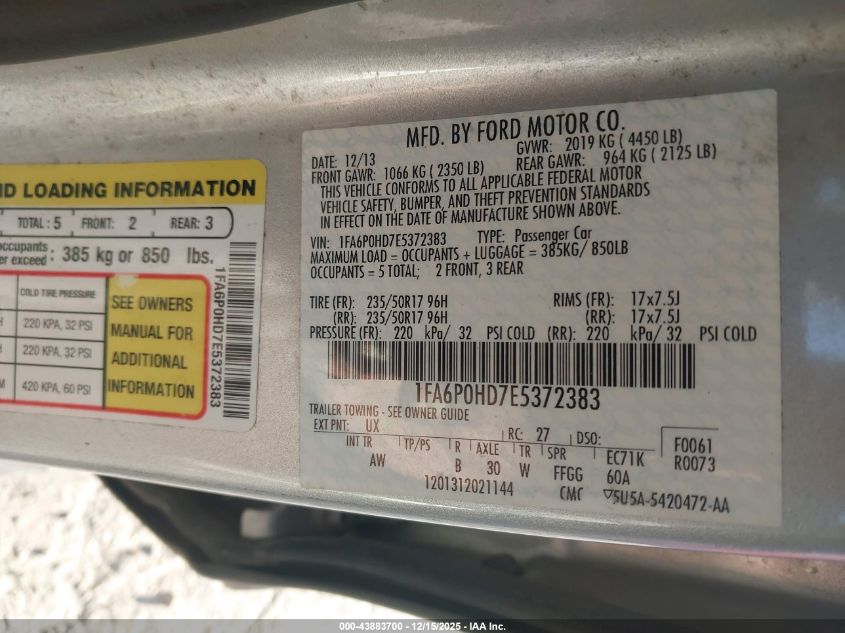 ND LOADING INFORMATION
TOTAL : 5 FRONT: 2 REAR: 3
occupants
er exceed : 385 kg or 850 lbs.
COLD TIRE PRESSURE
220 KPA, 32 PSI
220 KPA, 32 PSI
420 KPA, 60 PSI
SEE OWNERS
MANUAL FOR
ADDITIONAL
INFORMATION
1FA6P0HD7E5372383
MFD. BY FORD MOTOR CO.
DATE: 12/13 GVWR: 2019 KG ( 4450 LB)
FRONT GAWR: 1066 KG ( 2350 LB) REAR GAWR: 964 KG ( 2125 LB)
THIS VEHICLE CONFORMS TO ALL APPLICABLE FEDERAL MOTOR
VEHICLE SAFETY, BUMPER, AND THEFT PREVENTION STANDARDS
IN EFFECT ON THE DATE OF MANUFACTURE SHOWN ABOVE.
VIN: 1FA6P0HD7E5372383 TYPE: Passenger Car
MAXIMUM LOAD = OCCUPANTS + LUGGAGE = 385KG/ 850LB
OCCUPANTS = 5 TOTAL; 2 FRONT, 3 REAR
TIRE (FR): 235/50R17 96H RIMS (FR): 17x7.5J
(RR): 235/50R17 96H (RR): 17x7.5J
PRESSURE (FR): 220 kPa/ 32 PSI COLD (RR): 220 kPa/ 32 PSI COLD
1FA6P0HD7E5372383
TRAILER TOWING - SEE OWNER GUIDE
EXT PNT: UX RC: 27 DSO: F0061
INT TR TP/PS R AXLE TR SPR EC71K R0073
AW B 30 W FFGG 60A
1201312021144 CMC ▽5U5A-5420472-AA
000-43883700 - 12/15/2025 - IAA Inc.